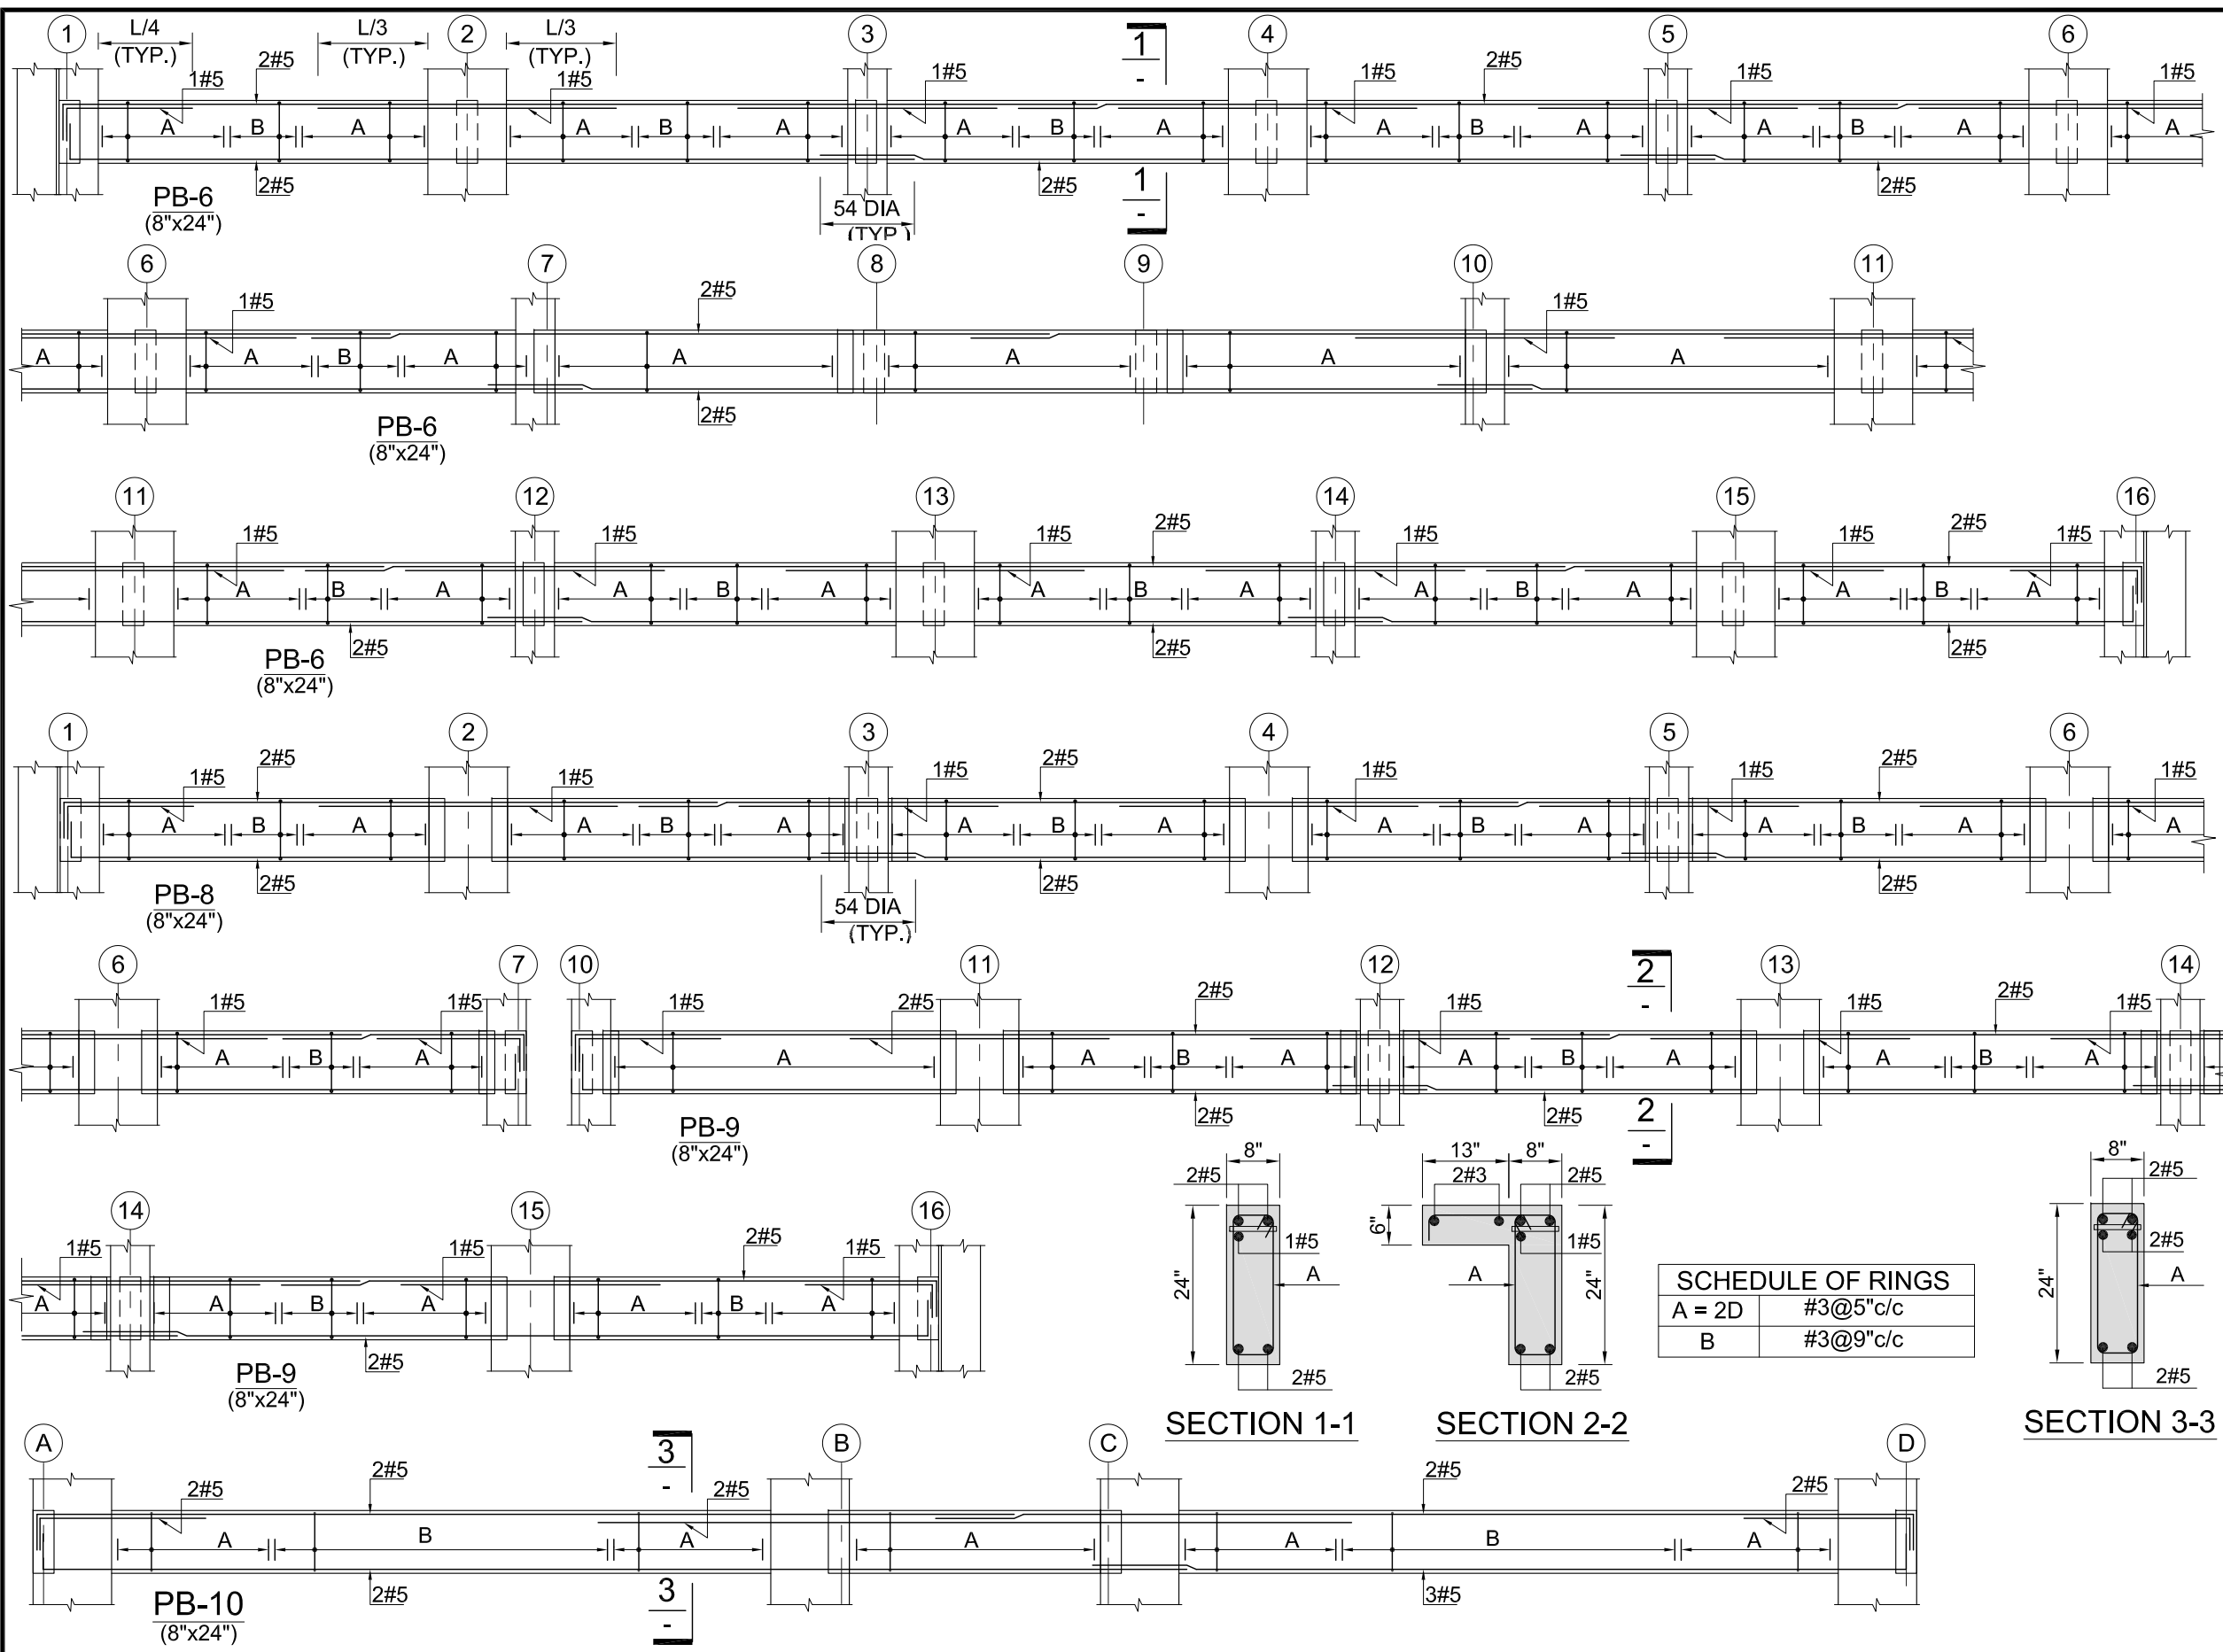 1 L/4 L/3 2 L/3 3 1 4 5 6
(TYP.) (TYP.) (TYP.) -
1#5 2#5 1#5 1#5 1#5 2#5 1#5 1#5
A B A A B A A B A A B A A B A A
2#5 2#5 2#5
PB-6
(8"x24")
54 DIA
(TYP.)
1
-
6 7 8 9 10 11
1#5 2#5 1#5
A A B A A A A A
2#5
PB-6
(8"x24")
11 12 13 14 15 16
1#5 1#5 1#5 2#5 1#5 1#5 2#5 1#5
A B A A B A A B A A B A A B A
2#5 2#5 2#5
PB-6
(8"x24")
1 2 3 4 5 6
1#5 2#5 1#5 1#5 2#5 1#5 1#5 2#5 1#5
A B A A B A A B A A B A A B A A
2#5 2#5 2#5
PB-8
(8"x24")
54 DIA
(TYP.)
6 7 10 11 12 2 13 14
-
1#5 1#5 1#5 2#5 2#5 1#5 1#5 2#5 1#5
A B A A A B A A B A A B A
2#5 2#5
PB-9
(8"x24")
2
-
14 15 16
1#5 1#5 2#5 1#5
A A B A A B A
2#5
PB-9
(8"x24")
8"
2#5
24"
1#5
A
2#5
SECTION 1-1
13" 8"
2#3 2#5
6"
1#5
A
24"
2#5
SECTION 2-2
SCHEDULE OF RINGS
A = 2D #3@5"c/c
B #3@9"c/c
8"
2#5
2#5
24"
A
2#5
SECTION 3-3
A 3 B C D
-
2#5 2#5 2#5 2#5 2#5
A B A A A B A
2#5 3#5
PB-10
(8"x24")
3
-